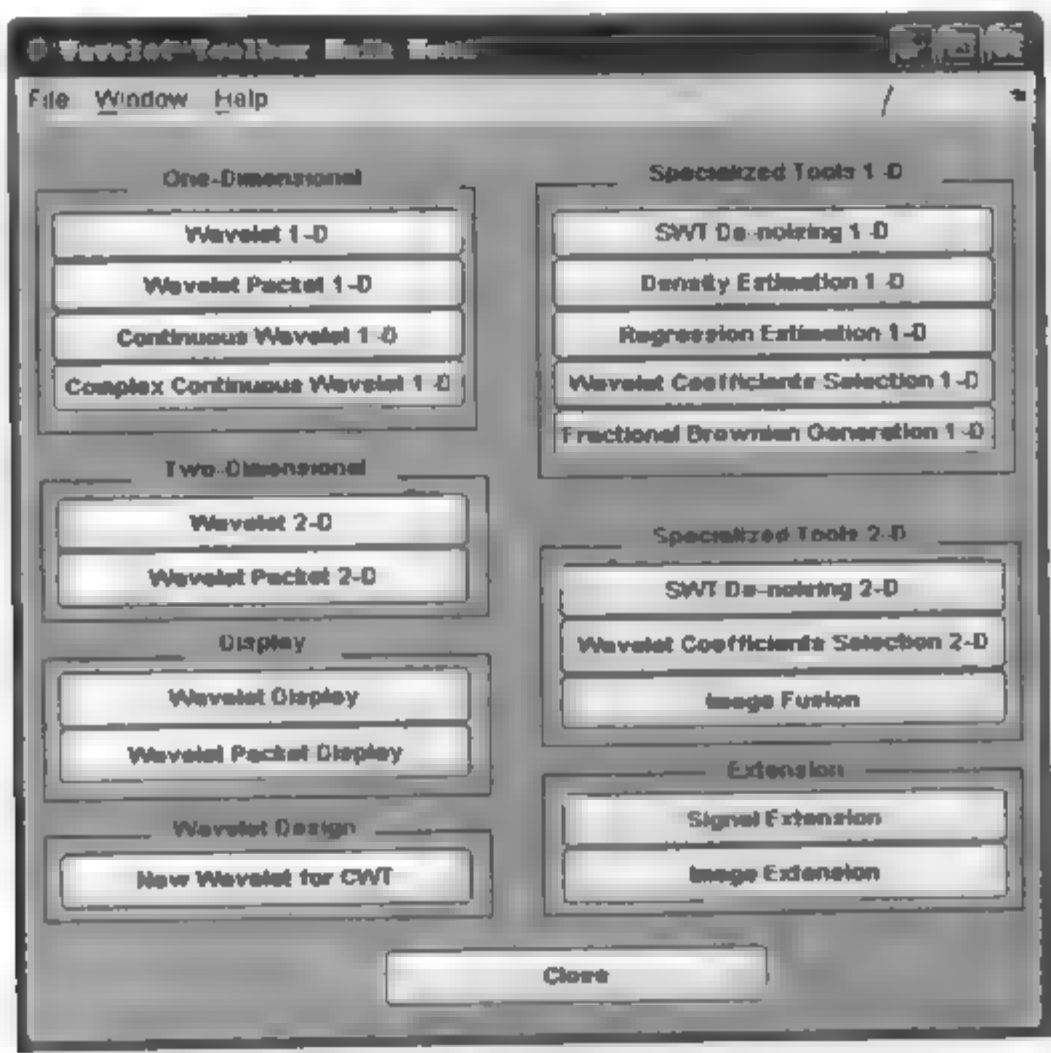 Wavelet Toolbox Main Menu
File Window Help
One-Dimensional
Wavelet 1-D
Wavelet Packet 1-D
Continuous Wavelet 1-D
Complex Continuous Wavelet 1-D
Two-Dimensional
Wavelet 2-D
Wavelet Packet 2-D
Display
Wavelet Display
Wavelet Packet Display
Wavelet Design
New Wavelet for CWT
Specialized Tools 1-D
SWT De-noising 1-D
Density Estimation 1-D
Regression Estimation 1-D
Wavelet Coefficients Selection 1-D
Fractional Brownian Generation 1-D
Specialized Tools 2-D
SWT De-noising 2-D
Wavelet Coefficients Selection 2-D
Image Fusion
Extension
Signal Extension
Image Extension
Close